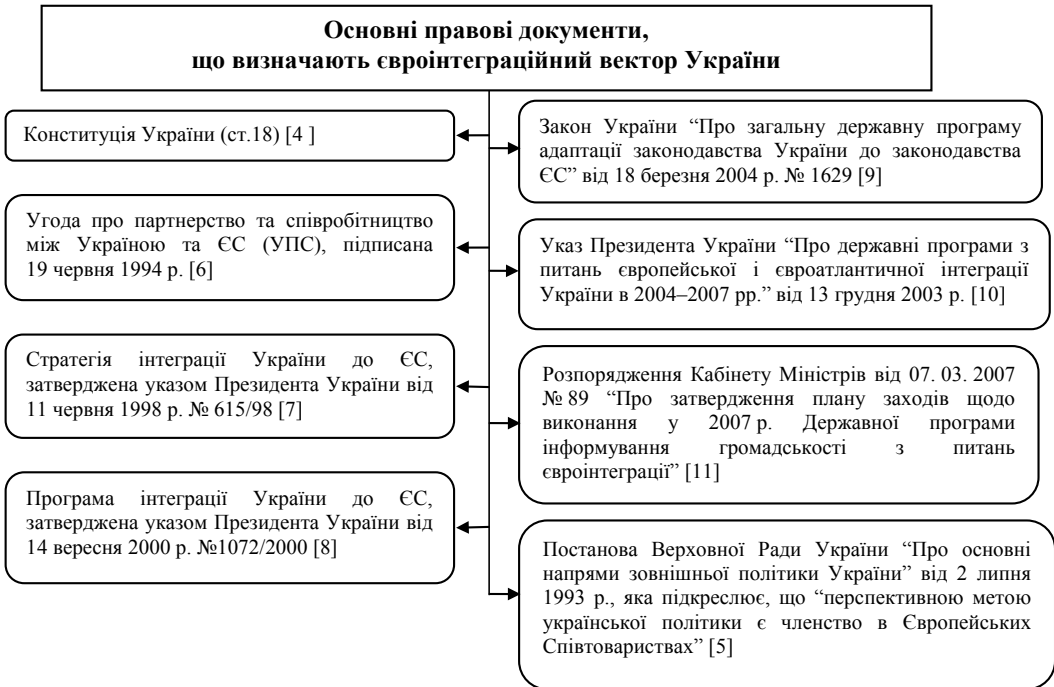 Основні правові документи,
що визначають євроінтеграційний вектор України
Конституція України (ст.18) [4 ]
Угода про партнерство та співробітництво
між Україною та ЄС (УПС), підписана
19 червня 1994 р. [6]
Стратегія інтеграції України до ЄС,
затверджена указом Президента України від
11 червня 1998 р. № 615/98 [7]
Програма інтеграції України до ЄС,
затверджена указом Президента України від
14 вересня 2000 р. №1072/2000 [8]
Закон України “Про загальну державну програму
адаптації законодавства України до законодавства
ЄС” від 18 березня 2004 р. № 1629 [9]
Указ Президента України “Про державні програми з
питань європейської і євроатлантичної інтеграції
України в 2004–2007 рр.” від 13 грудня 2003 р. [10]
Розпорядження Кабінету Міністрів від 07. 03. 2007
№ 89 “Про затвердження плану заходів щодо
виконання у 2007 р. Державної програми
інформування громадськості з питань
євроінтеграції” [11]
Постанова Верховної Ради України “Про основні
напрями зовнішньої політики України” від 2 липня
1993 р., яка підкреслює, що “перспективною метою
української політики є членство в Європейських
Співтовариствах” [5]